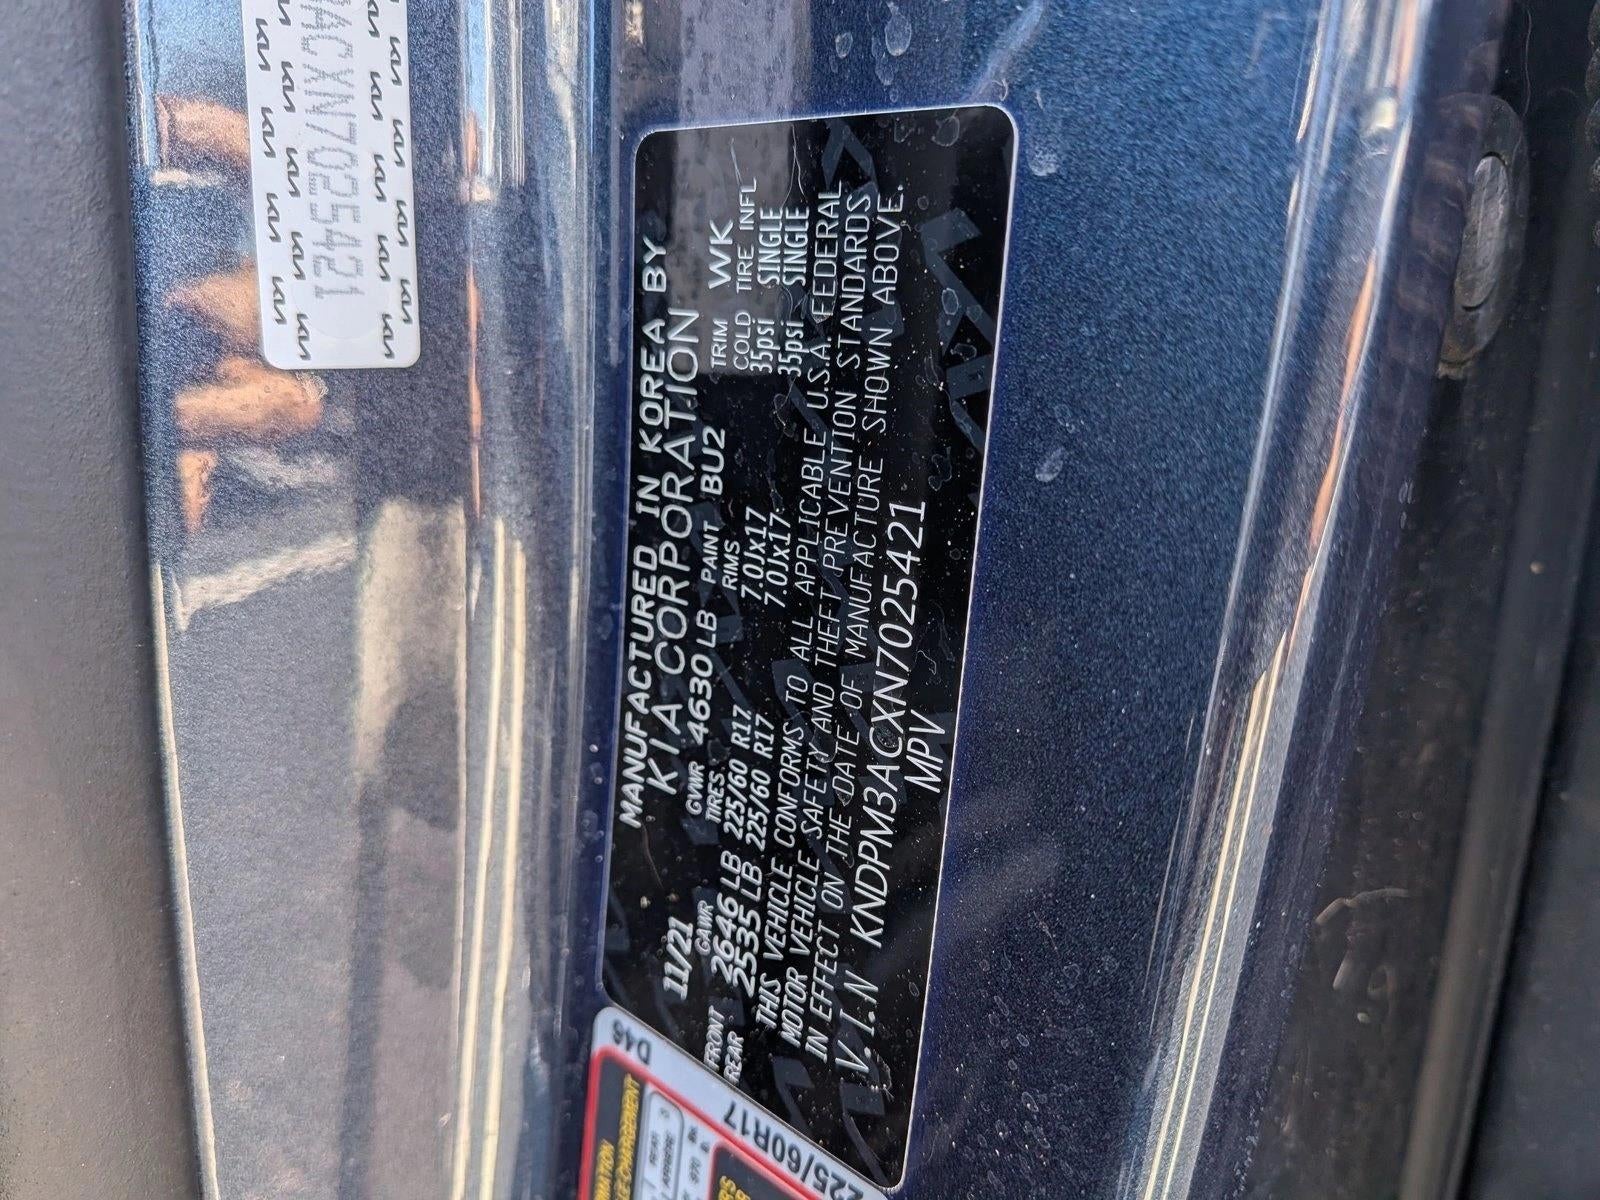 MANUFACTURED IN KOREA BY
11/21 KIA CORPORATION
GAWR GVWR 4630 LB PAINT BU2 TRIM WK
TIRES RIMS COLD TIRE INFL
FRONT 2646 LB 225/60 R17 7.0Jx17 35psi SINGLE
REAR 2535 LB 225/60 R17 7.0Jx17 35psi SINGLE
THIS VEHICLE CONFORMS TO ALL APPLICABLE U.S.A. FEDERAL
MOTOR VEHICLE SAFETY AND THEFT PREVENTION STANDARDS
IN EFFECT ON THE DATE OF MANUFACTURE SHOWN ABOVE.
V.I.N KNDPM3ACXN7025421
MPV
ACXN7025421
D46
225/60R17